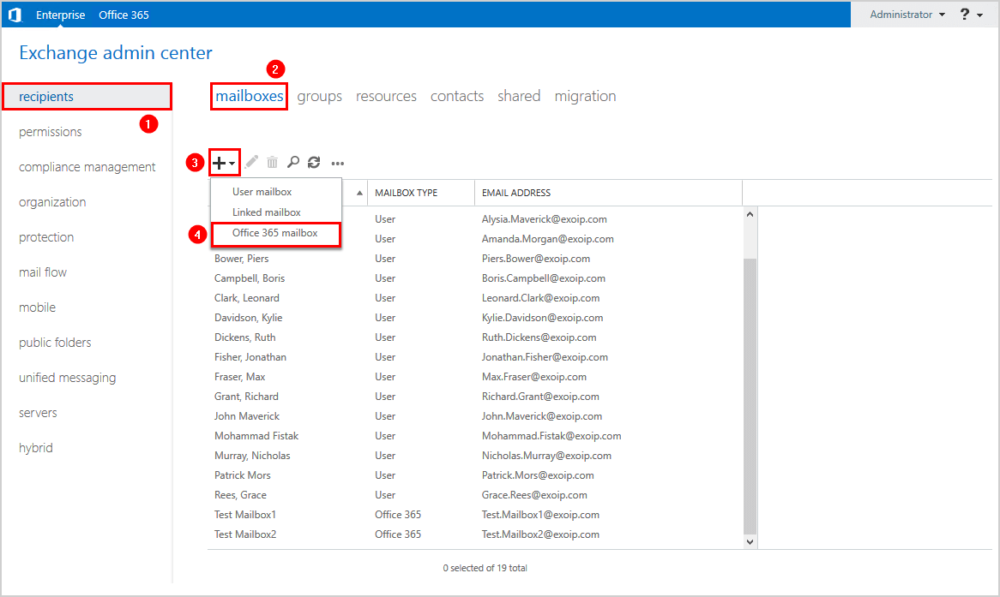 Enterprise Office 365 Administrator ?
Exchange admin center
2
recipients
1
permissions
compliance management
organization
protection
mail flow
mobile
public folders
unified messaging
servers
hybrid
mailboxes groups resources contacts shared migration
3
User mailbox
Linked mailbox
4 Office 365 mailbox
MAILBOX TYPE EMAIL ADDRESS
User Alysia.Maverick@exoip.com
User Amanda.Morgan@exoip.com
Bower, Piers User Piers.Bower@exoip.com
Campbell, Boris User Boris.Campbell@exoip.com
Clark, Leonard User Leonard.Clark@exoip.com
Davidson, Kylie User Kylie.Davidson@exoip.com
Dickens, Ruth User Ruth.Dickens@exoip.com
Fisher, Jonathan User Jonathan.Fisher@exoip.com
Fraser, Max User Max.Fraser@exoip.com
Grant, Richard User Richard.Grant@exoip.com
John Maverick User John.Maverick@exoip.com
Mohammad Fistak User Mohammad.Fistak@exoip.com
Murray, Nicholas User Nicholas.Murray@exoip.com
Patrick Mors User Patrick.Mors@exoip.com
Rees, Grace User Grace.Rees@exoip.com
Test Mailbox1 Office 365 Test.Mailbox1@exoip.com
Test Mailbox2 Office 365 Test.Mailbox2@exoip.com
0 selected of 19 total